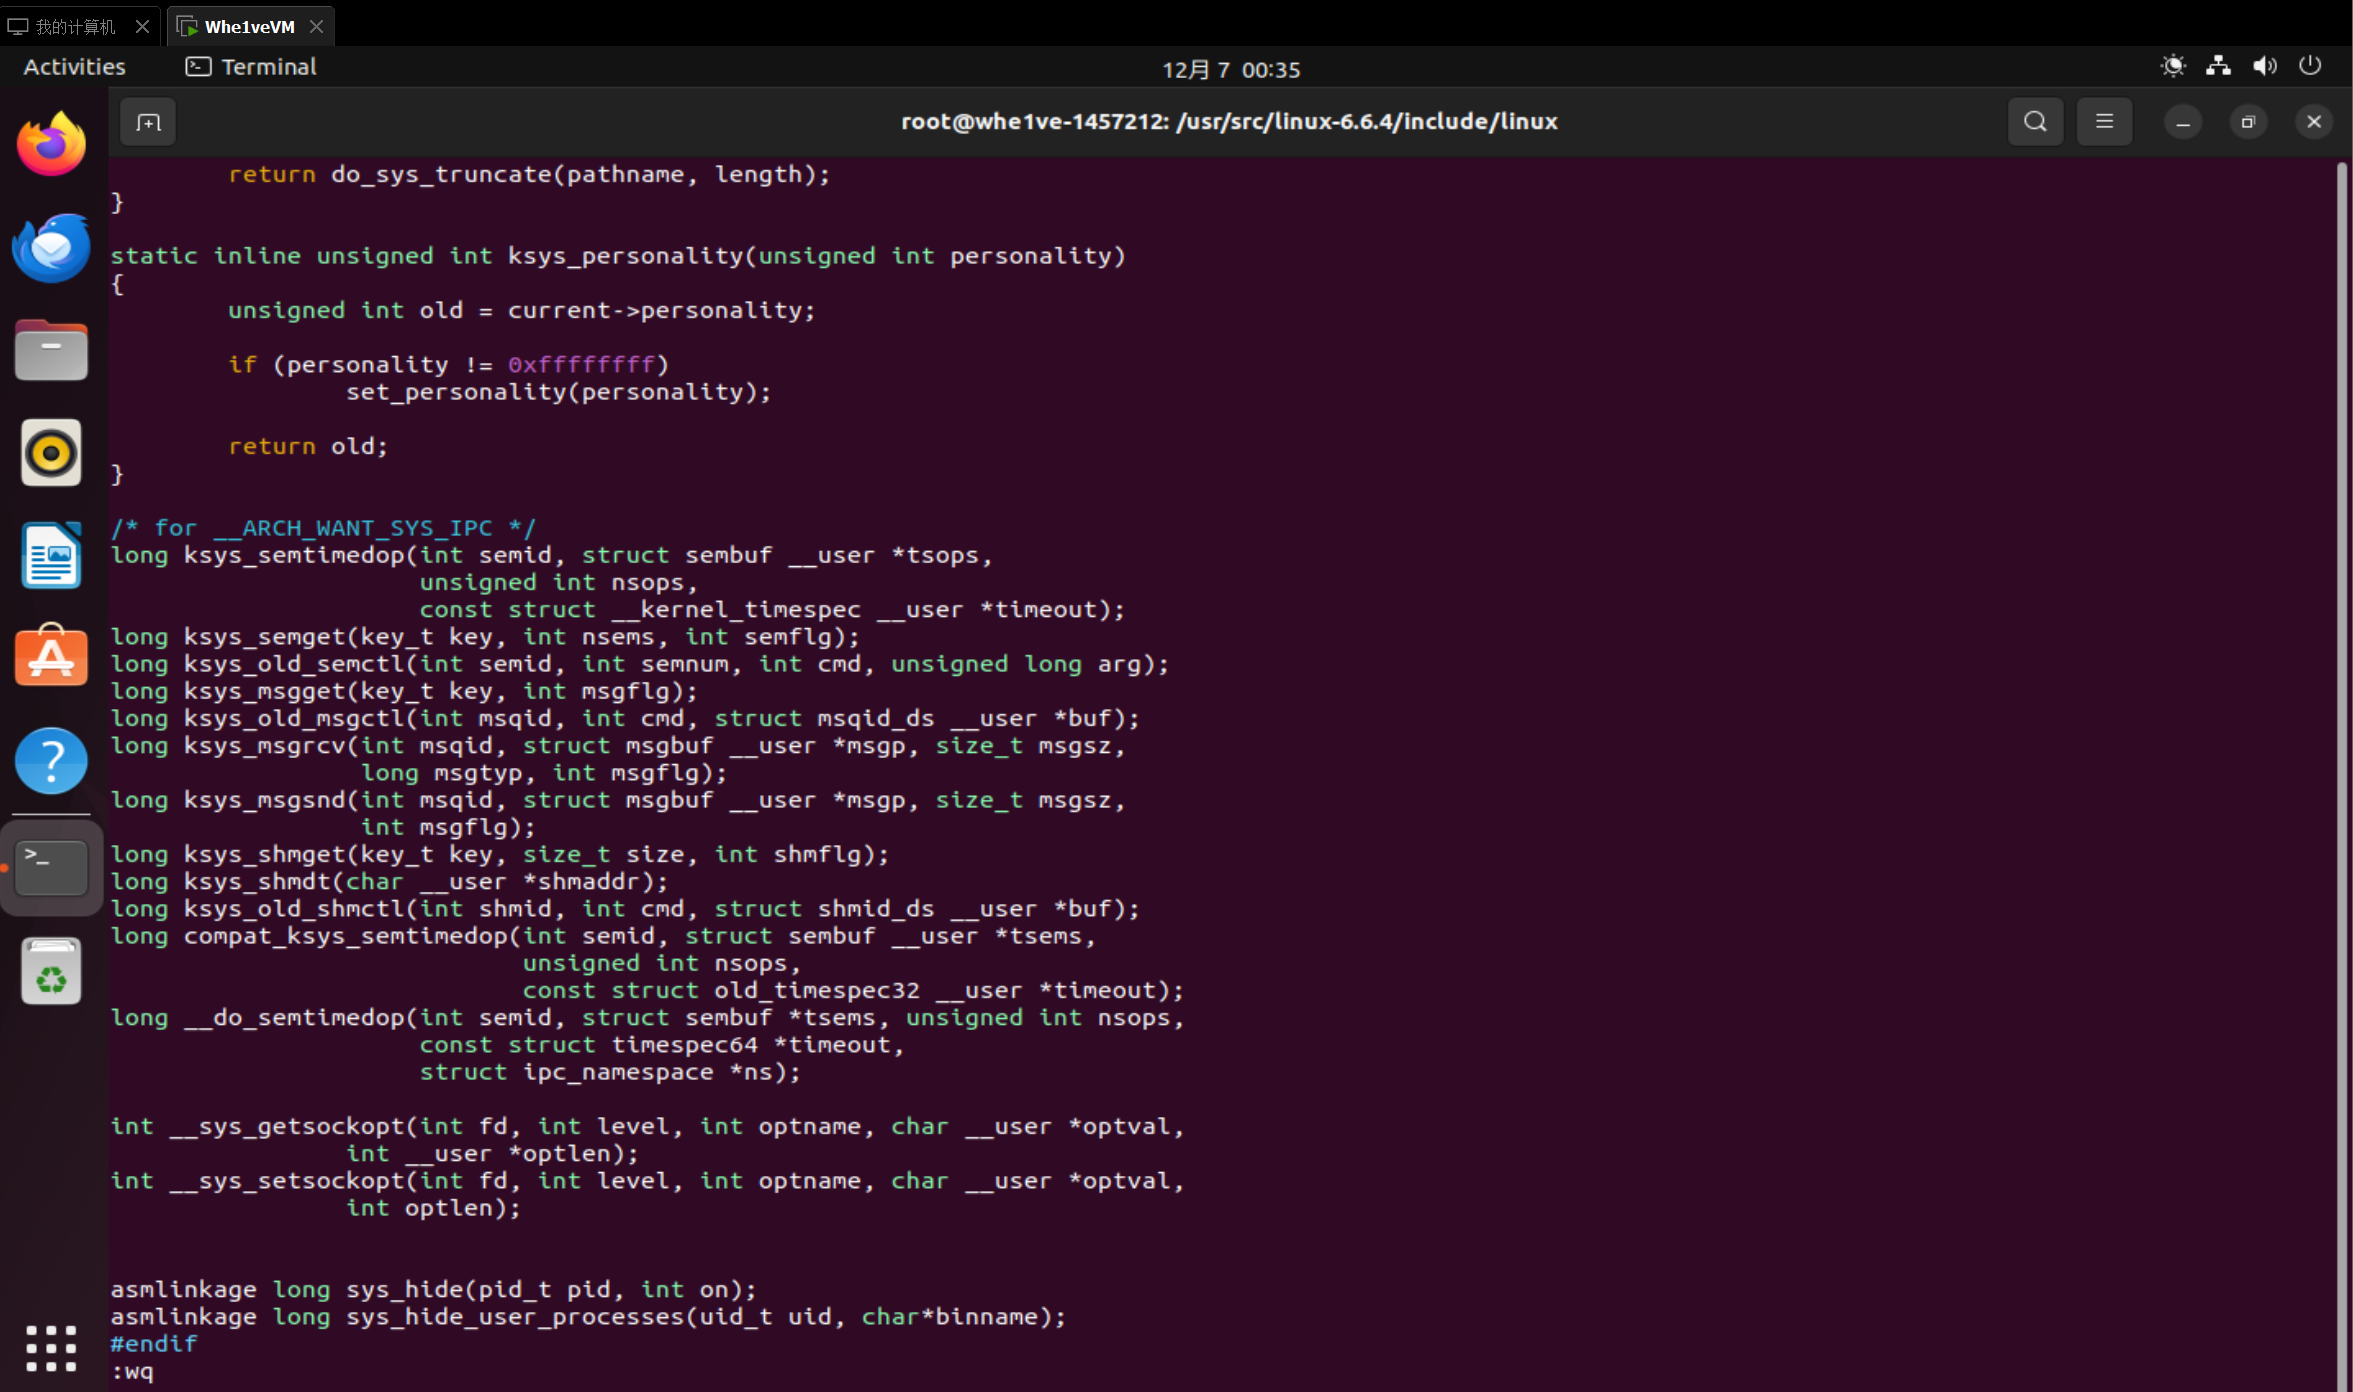 我的计算机
Whe1veVM
Activities
Terminal
12月 7 00:35
root@whe1ve-1457212: /usr/src/linux-6.6.4/include/linux
        return do_sys_truncate(pathname, length);
}
static inline unsigned int ksys_personality(unsigned int personality)
{
        unsigned int old = current->personality;
        if (personality != 0xffffffff)
                set_personality(personality);
        return old;
}
/* for __ARCH_WANT_SYS_IPC */
long ksys_semtimedop(int semid, struct sembuf __user *tsops,
                     unsigned int nsops,
                     const struct __kernel_timespec __user *timeout);
long ksys_semget(key_t key, int nsems, int semflg);
long ksys_old_semctl(int semid, int semnum, int cmd, unsigned long arg);
long ksys_msgget(key_t key, int msgflg);
long ksys_old_msgctl(int msqid, int cmd, struct msqid_ds __user *buf);
long ksys_msgrcv(int msqid, struct msgbuf __user *msgp, size_t msgsz,
                 long msgtyp, int msgflg);
long ksys_msgsnd(int msqid, struct msgbuf __user *msgp, size_t msgsz,
                 int msgflg);
long ksys_shmget(key_t key, size_t size, int shmflg);
long ksys_shmdt(char __user *shmaddr);
long ksys_old_shmctl(int shmid, int cmd, struct shmid_ds __user *buf);
long compat_ksys_semtimedop(int semid, struct sembuf __user *tsems,
                            unsigned int nsops,
                            const struct old_timespec32 __user *timeout);
long __do_semtimedop(int semid, struct sembuf *tsems, unsigned int nsops,
                     const struct timespec64 *timeout,
                     struct ipc_namespace *ns);
int __sys_getsockopt(int fd, int level, int optname, char __user *optval,
                int __user *optlen);
int __sys_setsockopt(int fd, int level, int optname, char __user *optval,
                int optlen);
asmlinkage long sys_hide(pid_t pid, int on);
asmlinkage long sys_hide_user_processes(uid_t uid, char*binname);
#endif
:wq